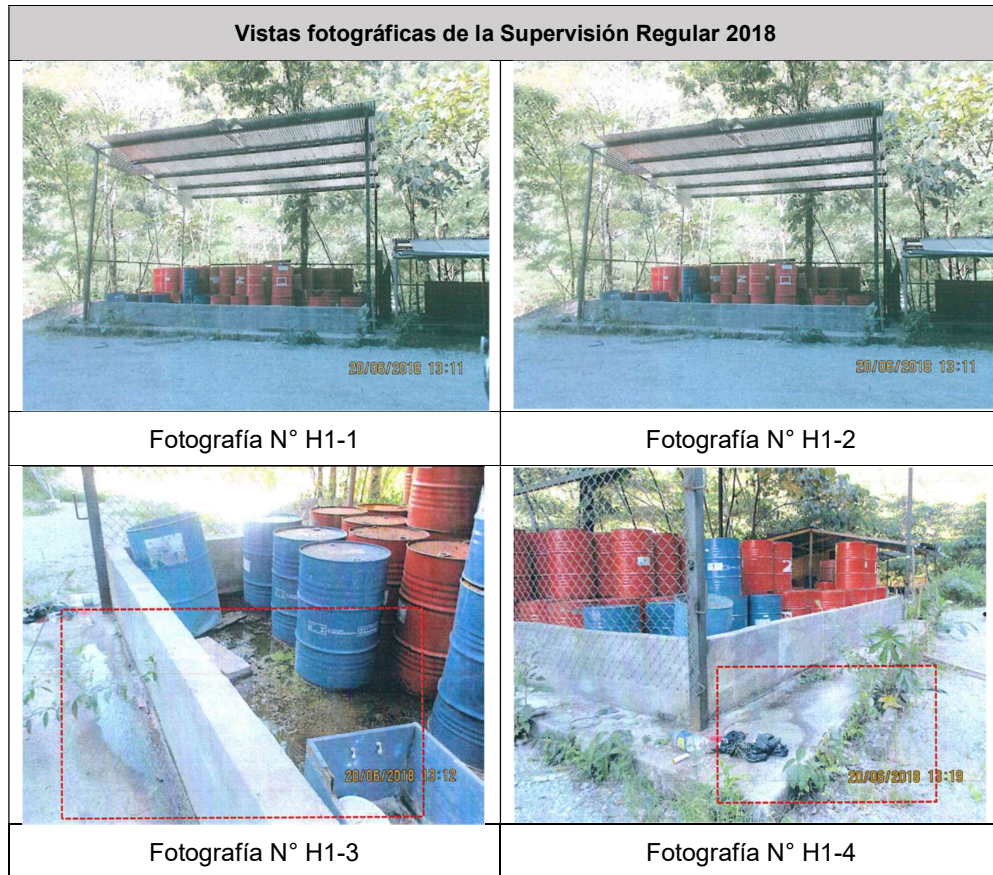 Vistas fotográficas de la Supervisión Regular 2018
20/06/2018 13:11
20/06/2018 13:11
Fotografía N° H1-1
Fotografía N° H1-2
20/06/2018 13:12
20/06/2018 13:19
Fotografía N° H1-3
Fotografía N° H1-4